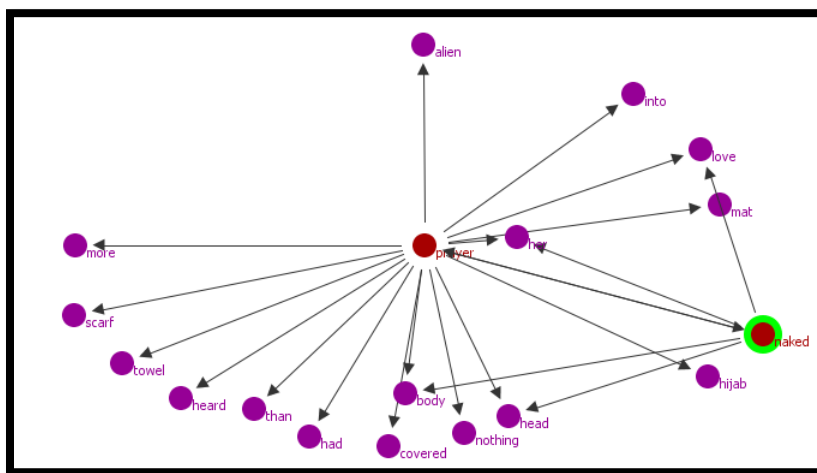 alien
into
love
mat
her
prayer
more
scarf
naked
towel
hijab
heard
body
than
head
had
nothing
covered